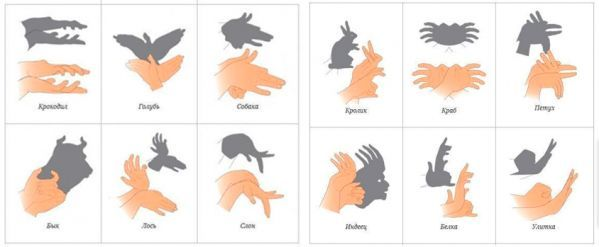 Крокодил
Голубь
Собака
Кролик
Краб
Петух
Бык
Лось
Слон
Индеец
Белка
Улитка